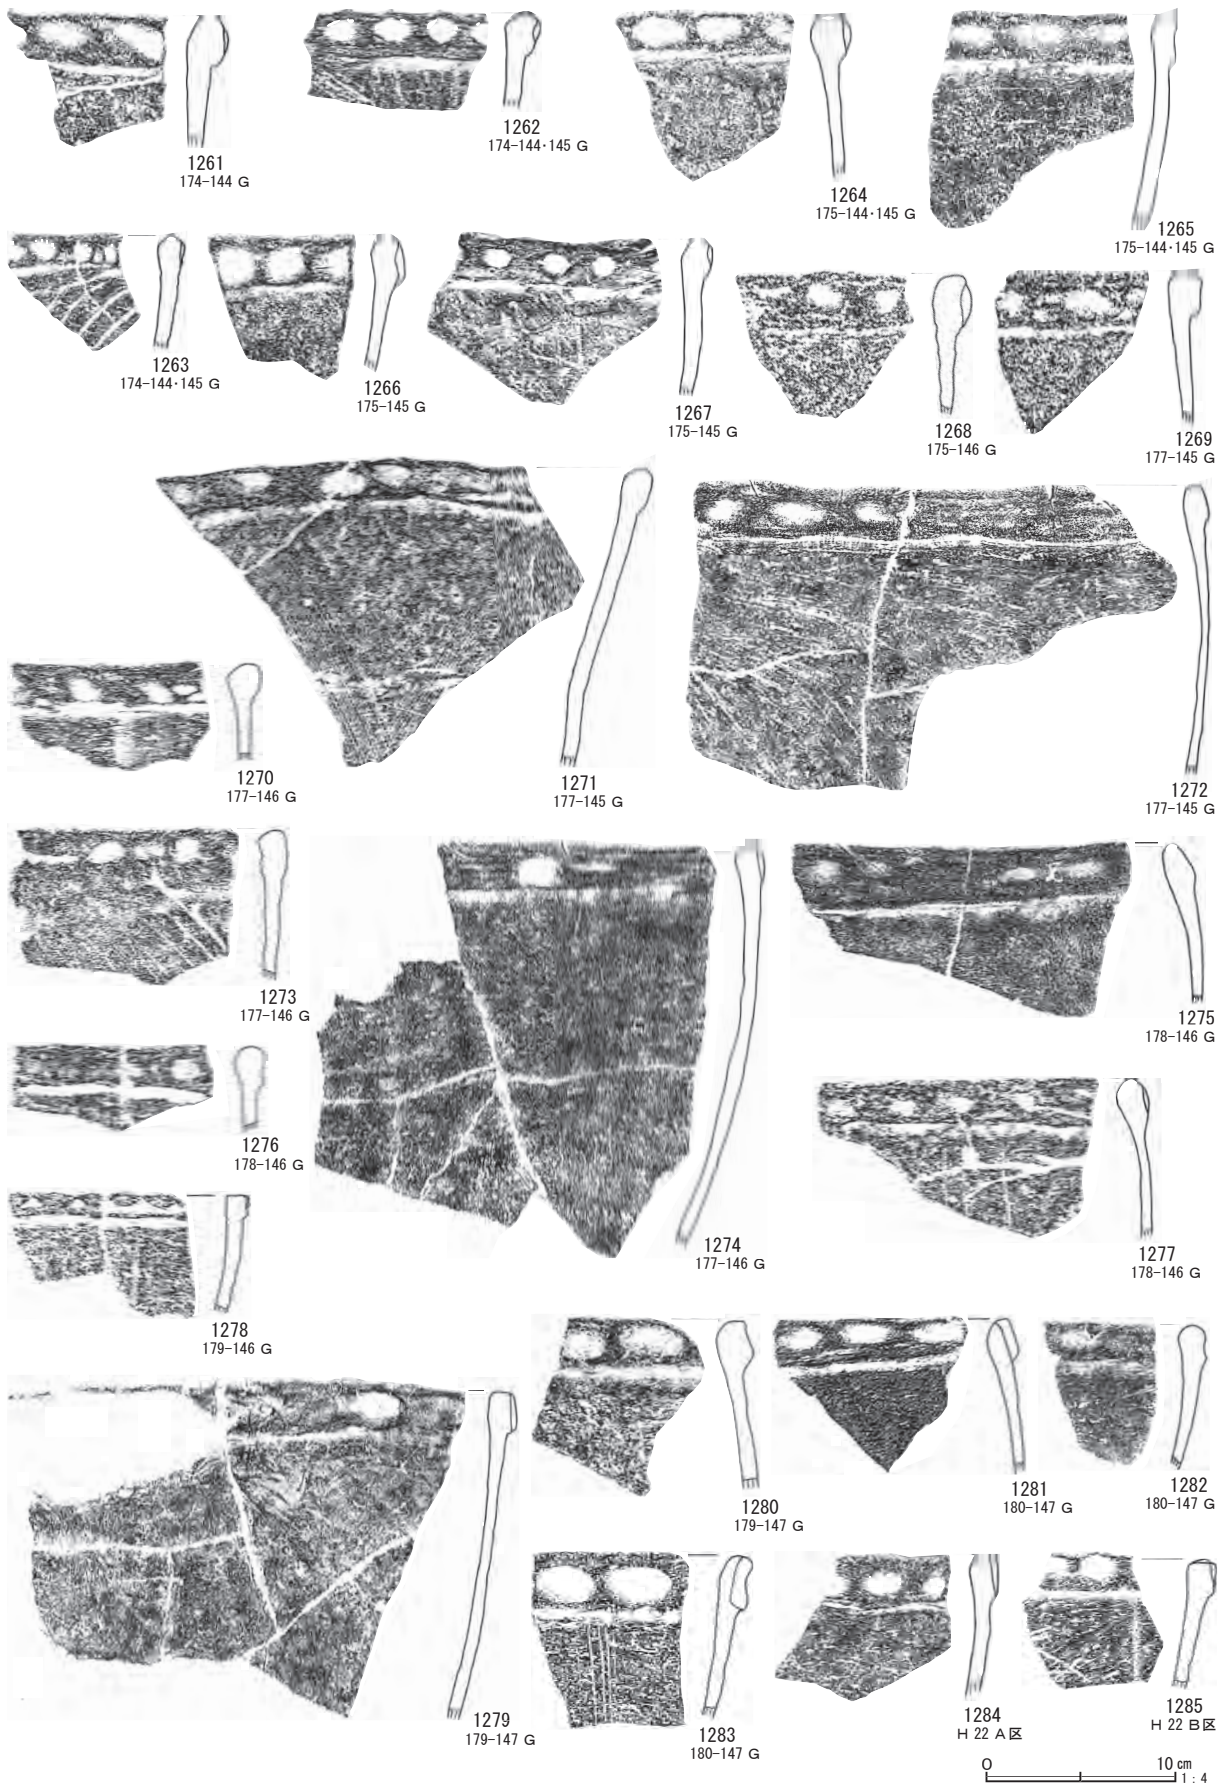 1261
174-144 G
1262
174-144・145 G
1264
175-144・145 G
1265
175-144・145 G
1263
174-144・145 G
1266
175-145 G
1267
175-145 G
1268
175-146 G
1269
177-145 G
1270
177-146 G
1271
177-145 G
1272
177-145 G
1273
177-146 G
1274
177-146 G
1275
178-146 G
1276
178-146 G
1277
178-146 G
1278
179-146 G
1279
179-147 G
1280
179-147 G
1281
180-147 G
1282
180-147 G
1283
180-147 G
1284
H 22 A区
1285
H 22 B区
0 10 cm
1 : 4